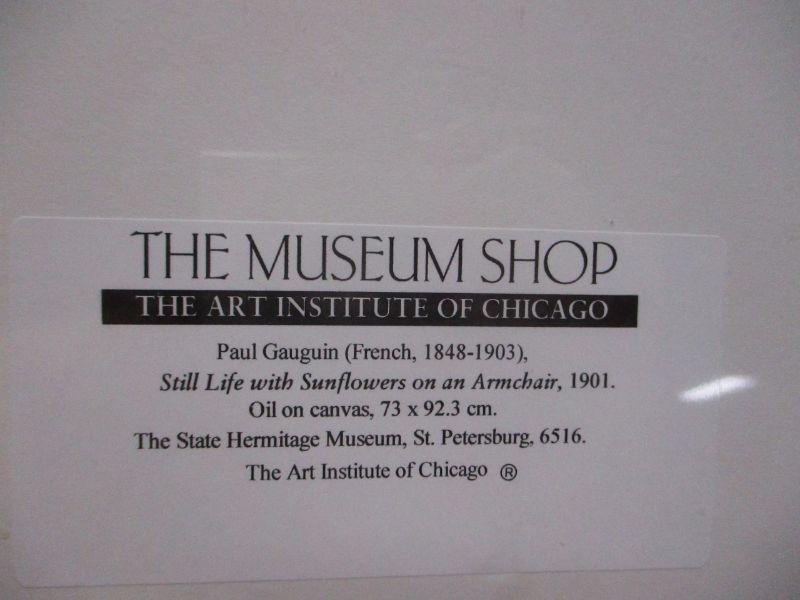 THE MUSEUM SHOP
THE ART INSTITUTE OF CHICAGO
Paul Gauguin (French, 1848-1903),
Still Life with Sunflowers on an Armchair, 1901.
Oil on canvas, 73 x 92.3 cm.
The State Hermitage Museum, St. Petersburg, 6516.
The Art Institute of Chicago ®